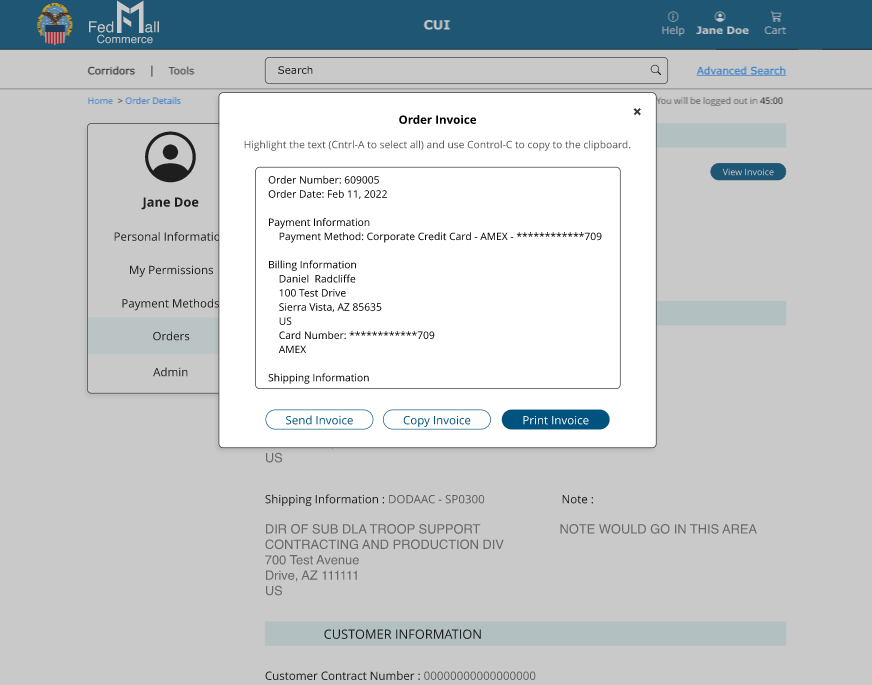 FedMall
Commerce
CUI
Help
Jane Doe
Cart
Corridors | Tools
Search
Advanced Search
Home > Order Details
You will be logged out in 45:00
Jane Doe
Personal Informatio
My Permissions
Payment Methods
Orders
Admin
View Invoice
×
Order Invoice
Highlight the text (Cntrl-A to select all) and use Control-C to copy to the clipboard.
Order Number: 609005
Order Date: Feb 11, 2022
Payment Information
Payment Method: Corporate Credit Card - AMEX - ************709
Billing Information
Daniel  Radcliffe
100 Test Drive
Sierra Vista, AZ 85635
US
Card Number: ************709
AMEX
Shipping Information
Send Invoice
Copy Invoice
Print Invoice
US
Shipping Information : DODAAC - SP0300
DIR OF SUB DLA TROOP SUPPORT
CONTRACTING AND PRODUCTION DIV
700 Test Avenue
Drive, AZ 111111
US
Note :
NOTE WOULD GO IN THIS AREA
CUSTOMER INFORMATION
Customer Contract Number : 00000000000000000